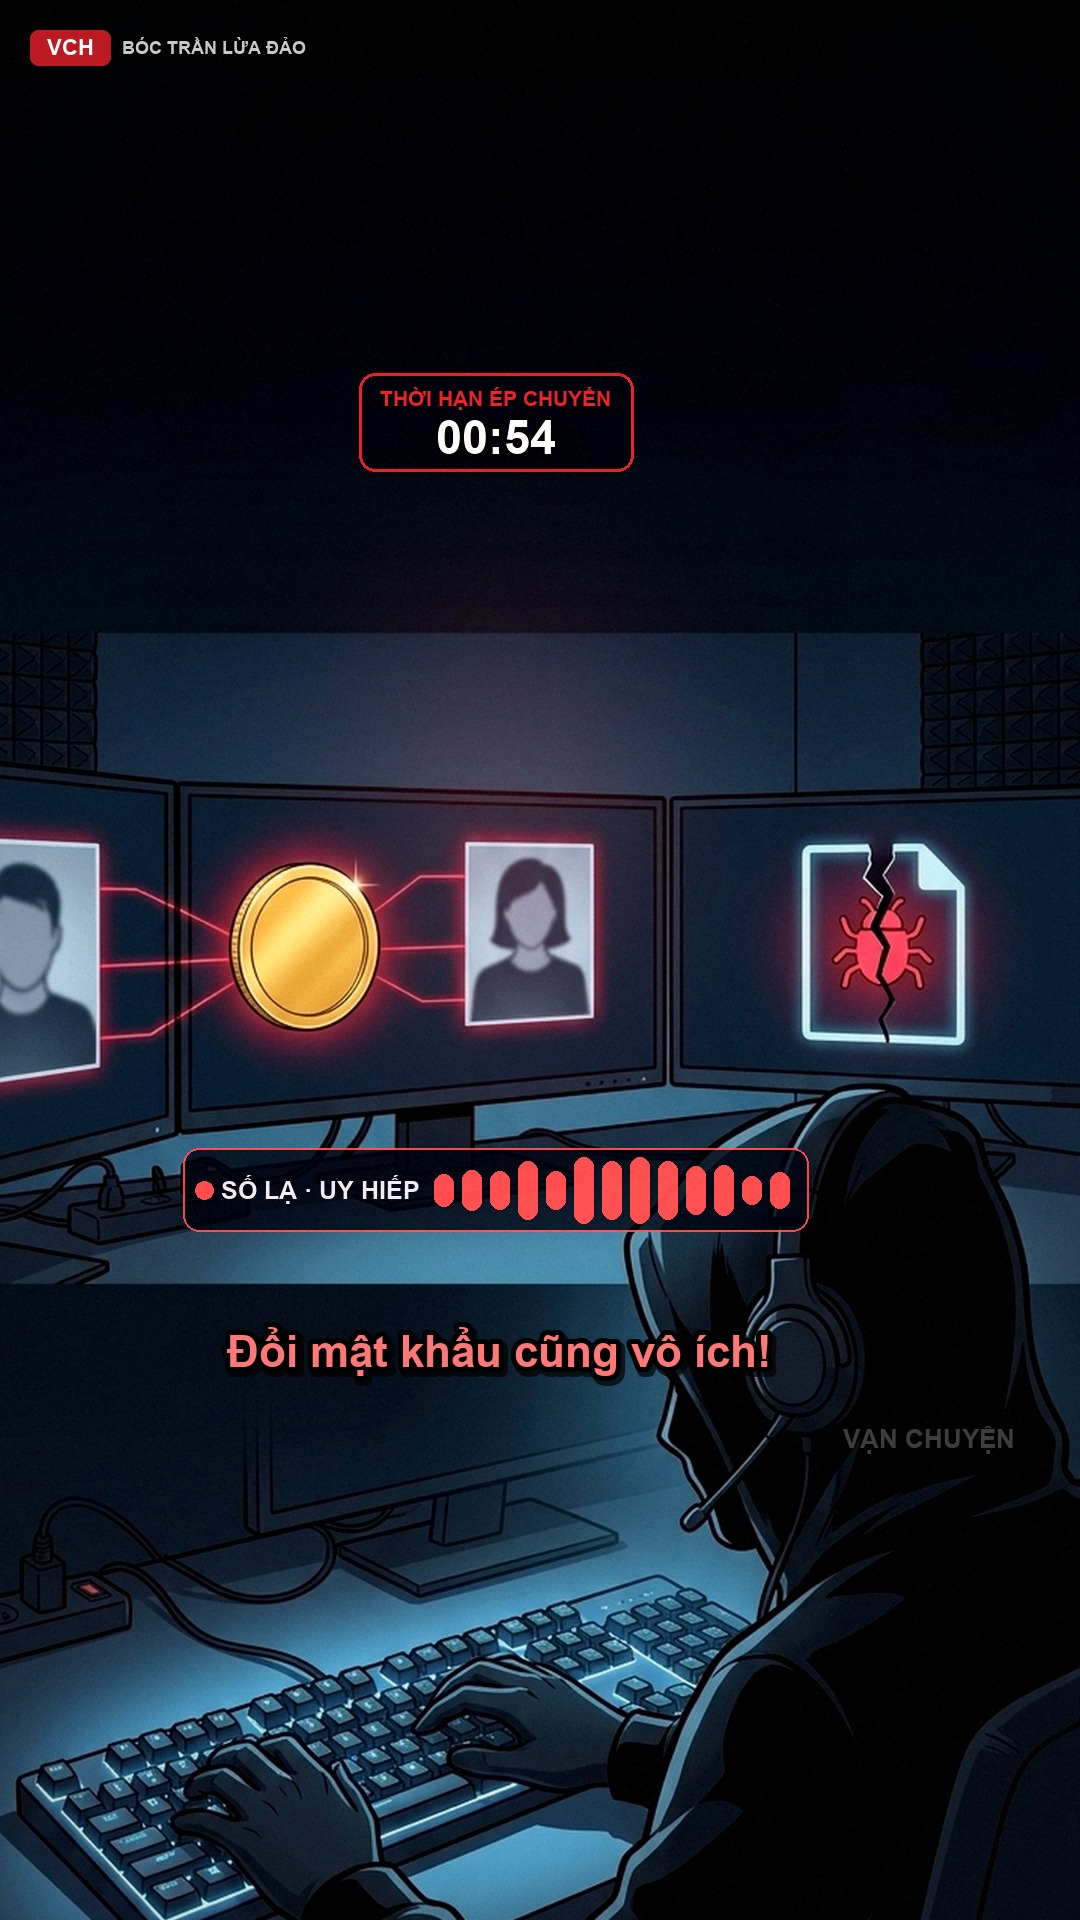 VCH BÓC TRẦN LỪA ĐẢO
THỜI HẠN ÉP CHUYỂN
00:54
SỐ LẠ · UY HIẾP
Đổi mật khẩu cũng vô ích!
VẠN CHUYỆN